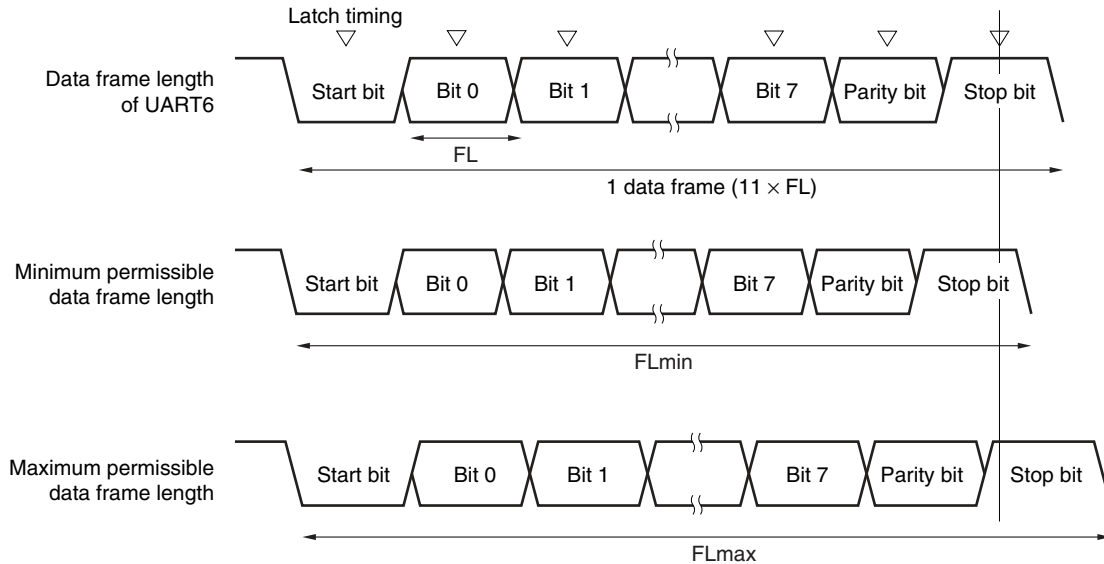 Latch timing
Data frame length
of UART6
Start bit
Bit 0
Bit 1
Bit 7
Parity bit
Stop bit
FL
1 data frame (11 × FL)
Minimum permissible
data frame length
Start bit
Bit 0
Bit 1
Bit 7
Parity bit
Stop bit
FLmin
Maximum permissible
data frame length
Start bit
Bit 0
Bit 1
Bit 7
Parity bit
Stop bit
FLmax